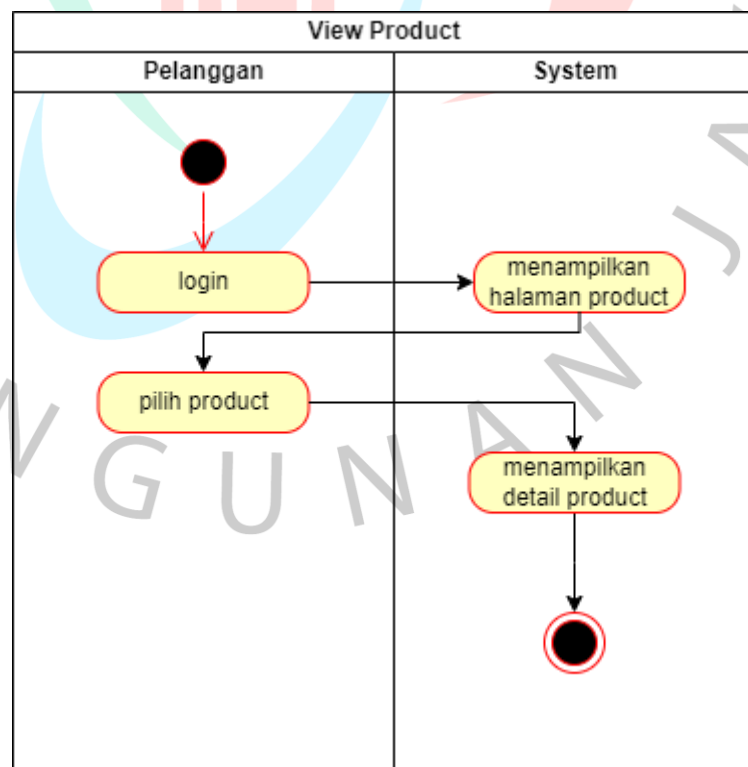 View Product
Pelanggan
System
login
menampilkan
halaman product
pilih product
menampilkan
detail product
N G U N A N J